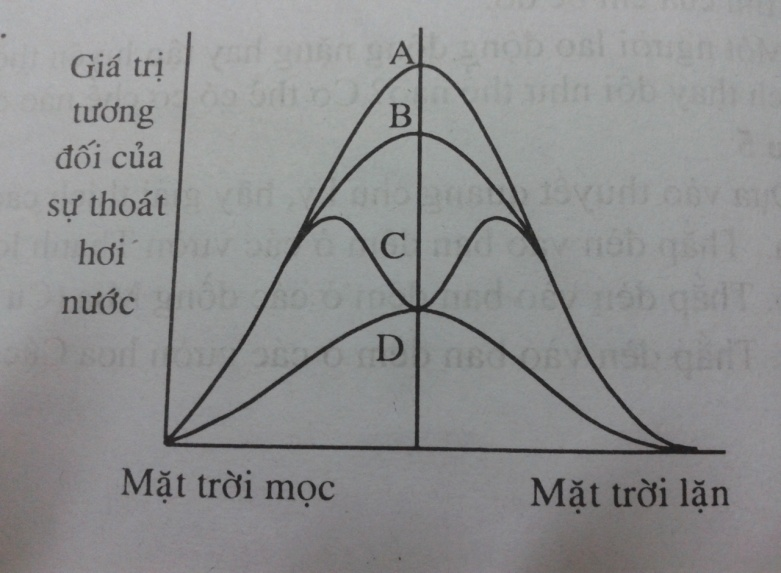 Giá trị
tương
đối của
sự thoát
hơi
nước
A
B
C
D
Mặt trời mọc
Mặt trời lặn